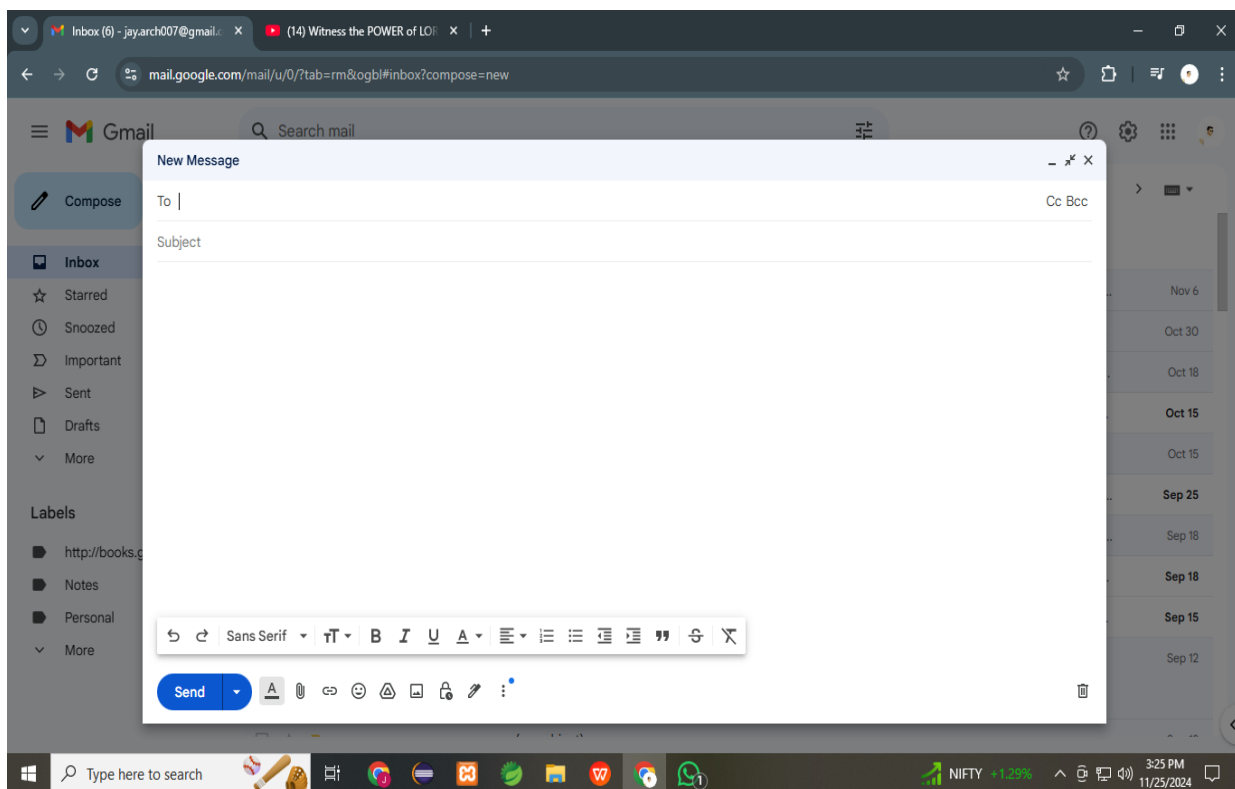 Inbox (6) - jay.arch007@gmail.c
(14) Witness the POWER of LOR
mail.google.com/mail/u/0/?tab=rm&ogbl#inbox?compose=new
Gmail
Search mail
New Message
Compose
To
Cc Bcc
Subject
Inbox
Starred
Nov 6
Snoozed
Oct 30
Important
Oct 18
Sent
Oct 15
Drafts
More
Oct 15
Sep 25
Labels
http://books.g
Sep 18
Notes
Sep 18
Personal
Sep 15
Sans Serif
More
Sep 12
Send
Type here to search
NIFTY +1.29%
3:25 PM
11/25/2024